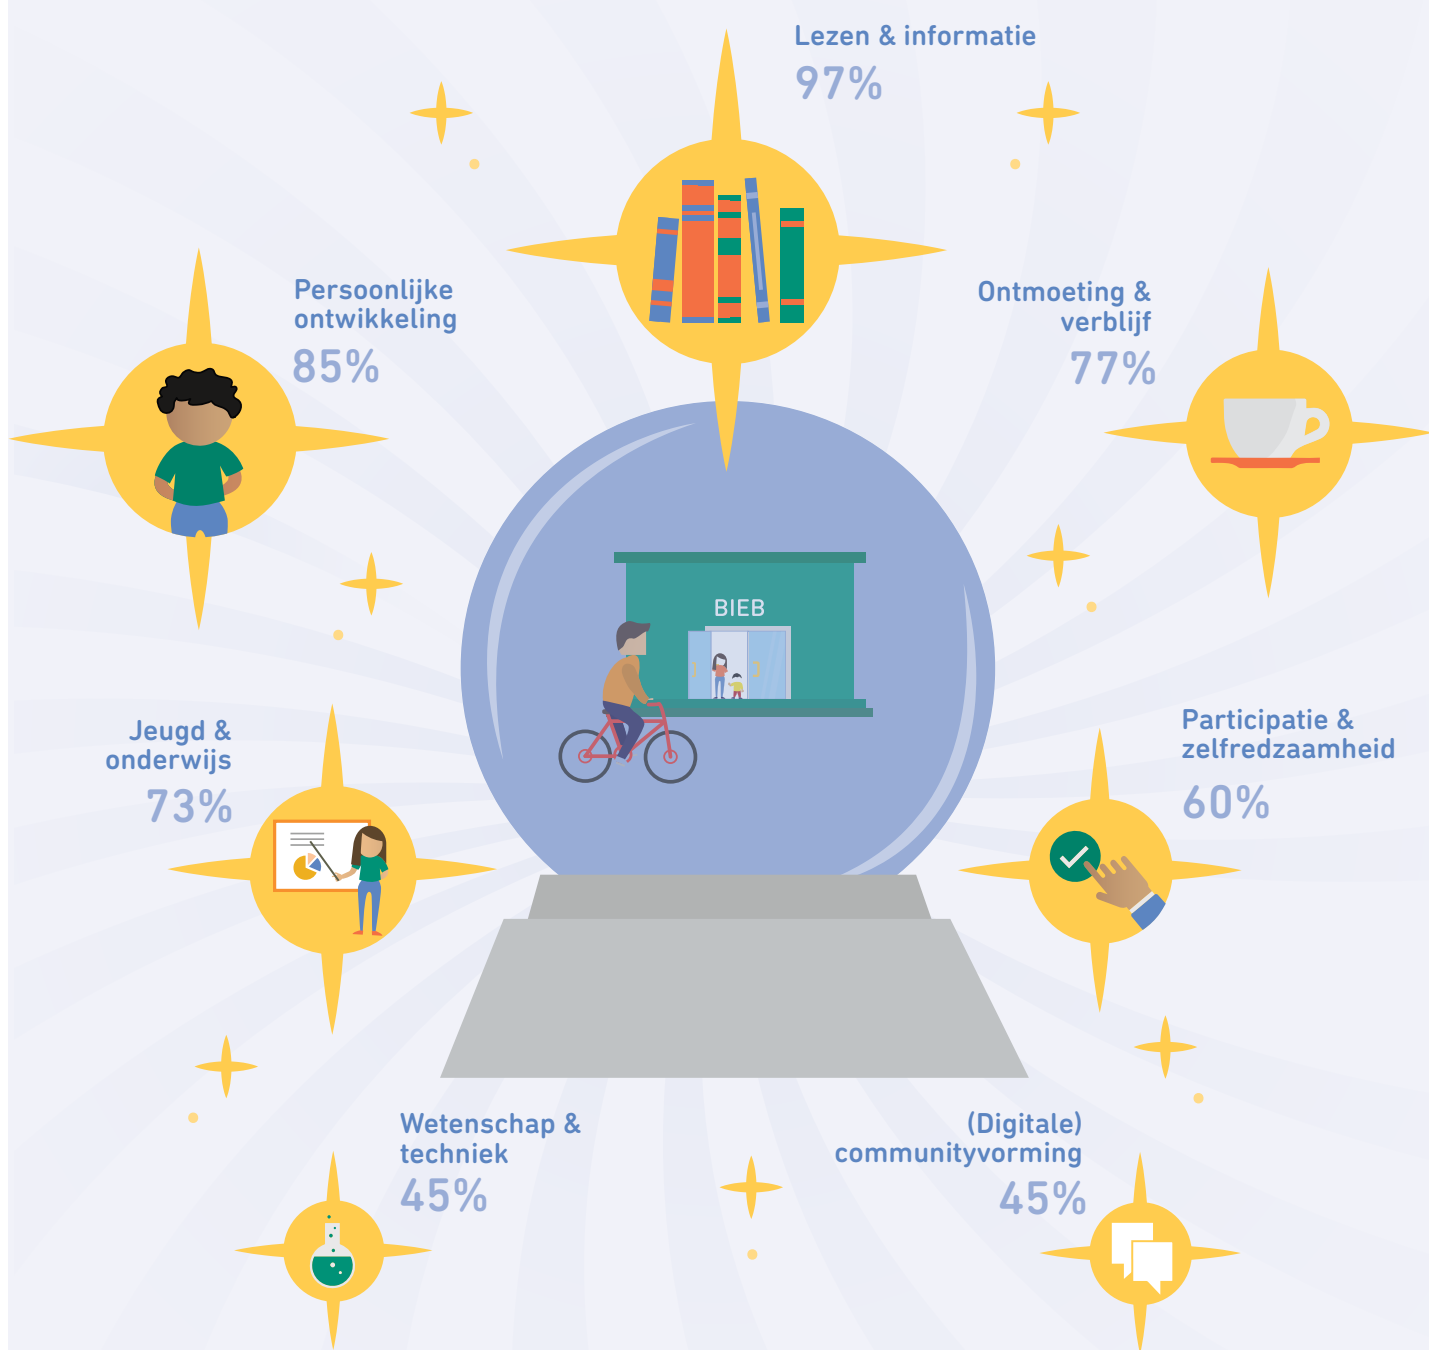 Lezen & informatie
97%
Persoonlijke
ontwikkeling
85%
Ontmoeting &
verblijf
77%
BIEB
Jeugd &
onderwijs
73%
Participatie &
zelfredzaamheid
60%
Wetenschap &
techniek
45%
(Digitale)
communityvorming
45%